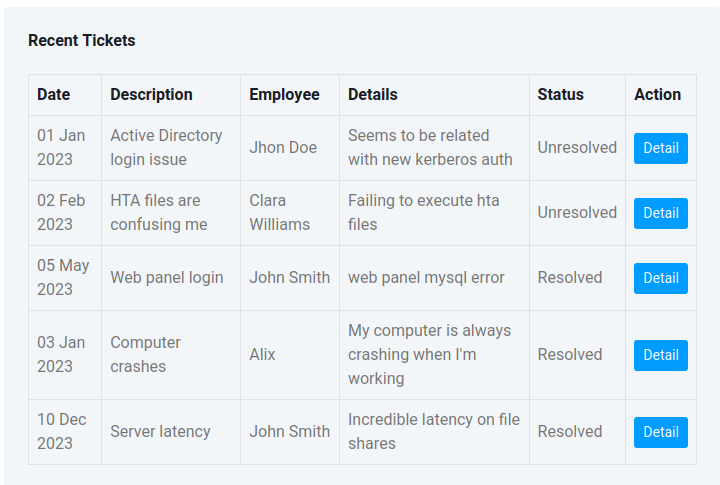 Recent Tickets
Date Description Employee Details Status Action
01 Jan 2023 Active Directory login issue Jhon Doe Seems to be related with new kerberos auth Unresolved Detail
02 Feb 2023 HTA files are confusing me Clara Williams Failing to execute hta files Unresolved Detail
05 May 2023 Web panel login John Smith web panel mysql error Resolved Detail
03 Jan 2023 Computer crashes Alix My computer is always crashing when I'm working Resolved Detail
10 Dec 2023 Server latency John Smith Incredible latency on file shares Resolved Detail